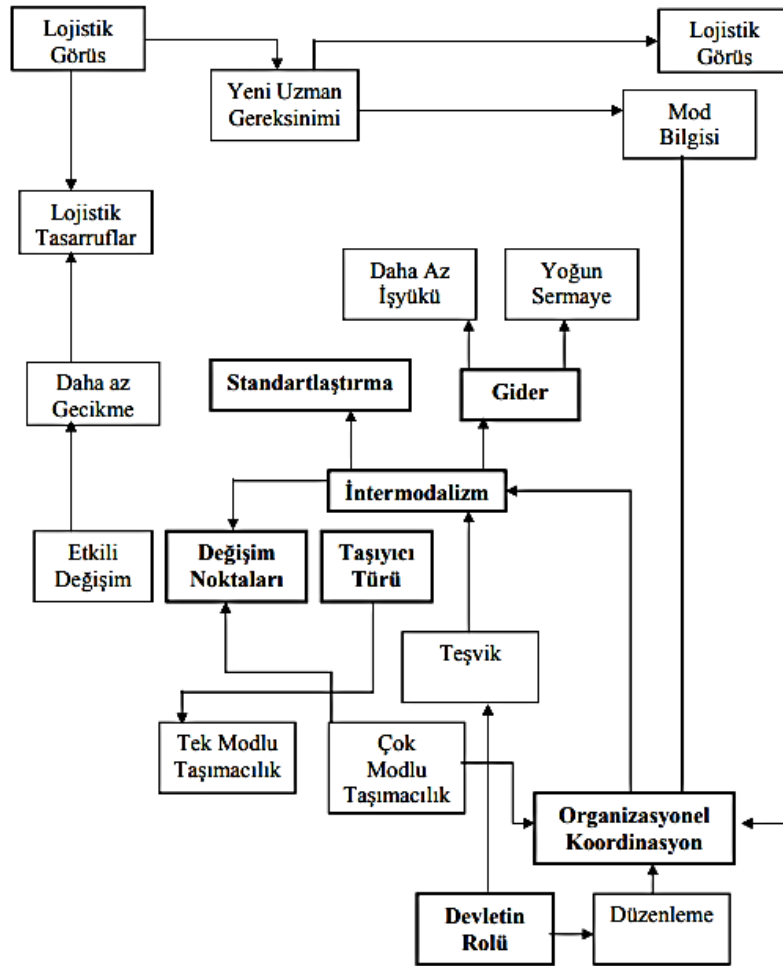 Lojistik
Görüs
Lojistik
Görüs
Yeni Uzman
Gereksinimi
Mod
Bilgisi
Lojistik
Tasarruflar
Daha Az
İşyükü
Yoğun
Sermaye
Daha az
Gecikme
Standartlaştırma
Gider
İntermodalizm
Etkili
Değişim
Değişim
Noktaları
Taşıyıcı
Türü
Teşvik
Tek Modlu
Taşımacılık
Çok
Modlu
Taşımacılık
Organizasyonel
Koordinasyon
Devletin
Rolü
Düzenleme